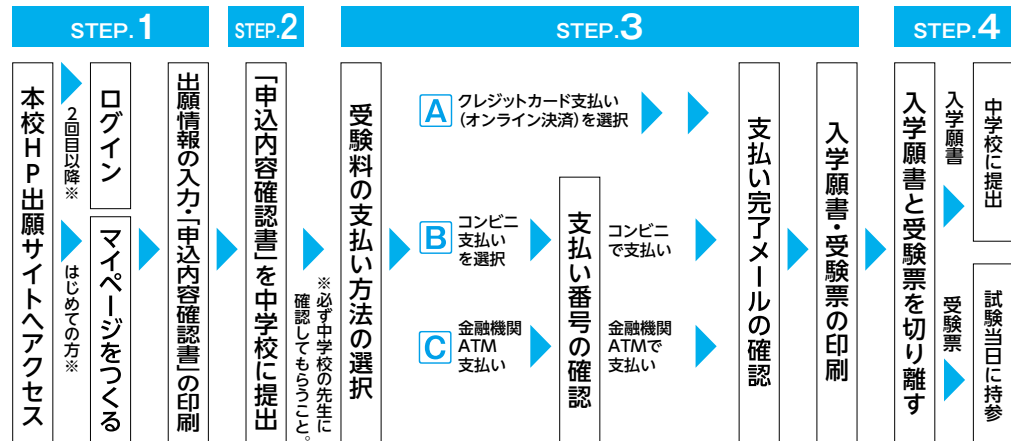 STEP.1
本校HP出願サイトへアクセス
2回目以降※
ログイン
はじめての方※
マイページをつくる
出願情報の入力・「申込内容確認書」の印刷
STEP.2
「申込内容確認書」を中学校に提出
※必ず中学校の先生に
確認してもらうこと。
STEP.3
受験料の支払い方法の選択
A
クレジットカード支払い
(オンライン決済)を選択
B
コンビニ
支払い
を選択
C
金融機関
ATM
支払い
支払い番号の確認
コンビニ
で支払い
金融機関
ATMで
支払い
支払い完了メールの確認
入学願書・受験票の印刷
STEP.4
入学願書と受験票を切り離す
入学願書
中学校に提出
受験票
試験当日に持参